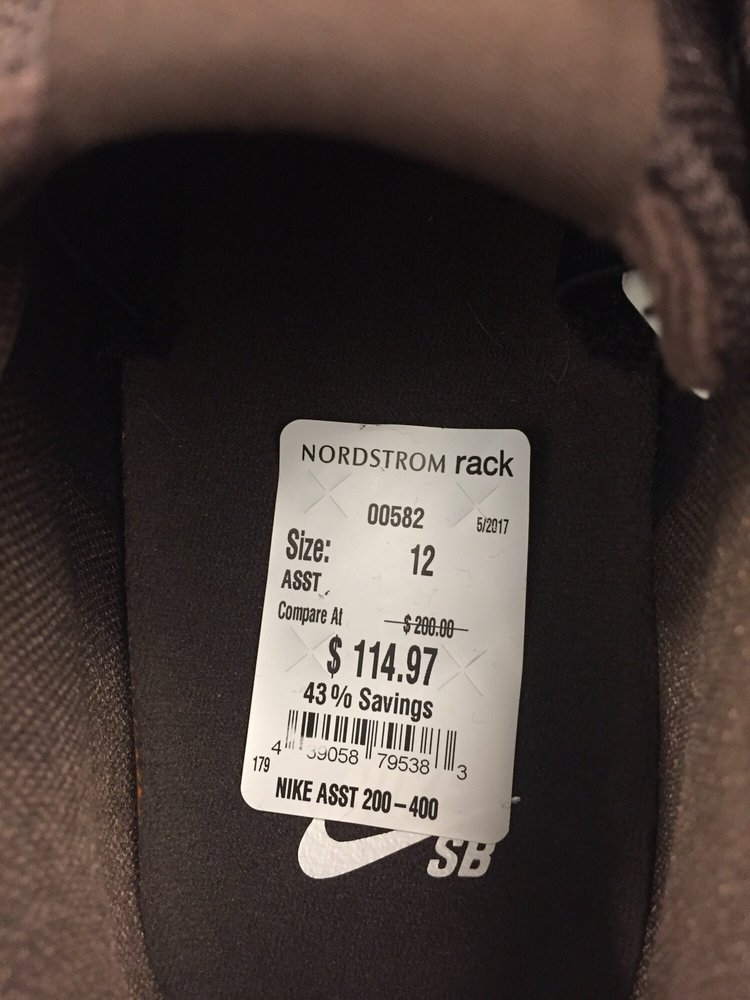 NORDSTROM rack
00582 5/2017
Size: 12
ASST
Compare At $ 200.00
$ 114.97
43% Savings
4 39058 79538 3
179
NIKE ASST 200-400
SB